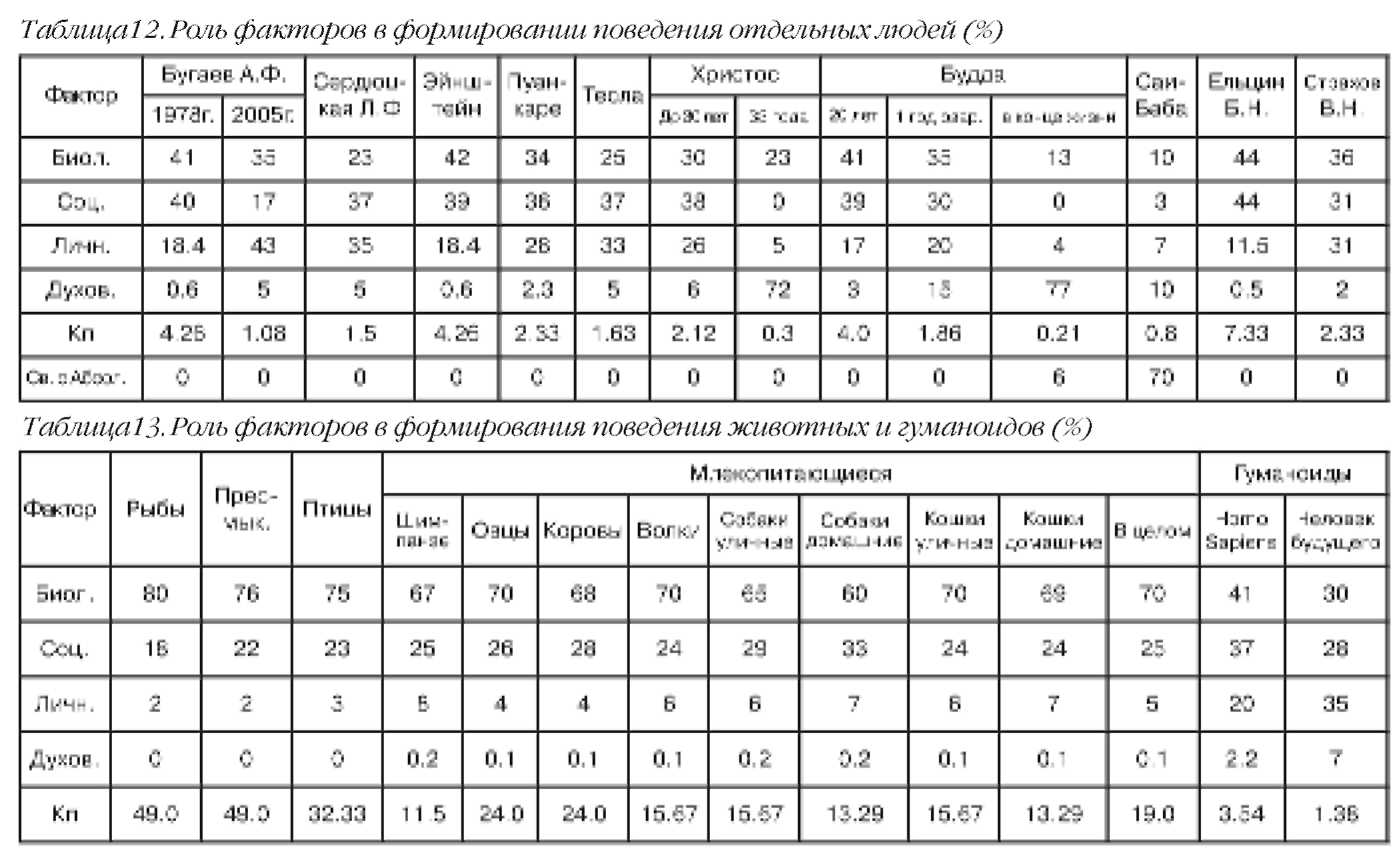 Таблица12. Роль факторов в формировании поведения отдельных людей (%)
Фактор Бугаев А.Ф. Сердюц- кая Л.Ф Эйнш- тейн Пуан- каре Тесла Христос Будда Саи- Баба Ельцин Б.Н. Стовхов В.Н.
1978г. 2005г. До 30 лет 33 года 20 лет 1 год в конце жизни
Биол. 41 35 23 42 34 25 30 23 41 35 13 10 44 36
Соц. 40 17 37 39 36 37 38 0 39 30 0 3 44 31
Личн. 18.4 43 35 18.4 28 33 26 5 17 20 4 7 11.5 31
Духов. 0.6 5 5 0.6 2.3 5 6 72 3 15 77 10 0.5 2
Кп 4.26 1.08 1.5 4.26 2.33 1.63 2.12 0.3 4.0 1.86 0.21 0.8 7.33 2.33
Св. с Абсол. 0 0 0 0 0 0 0 0 0 0 6 70 0 0
Таблица13. Роль факторов в формирования поведения животных и гуманоидов (%)
Фактор Рыбы Прес- мык. Птицы Млекопитающиеся Гуманоиды
Шим- панзе Овцы Коровы Волки Собаки уличные Собаки домашние Кошки уличные Кошки домашние В целом Homo Sapiens Человек будущего
Биол. 80 76 75 67 70 68 70 65 60 70 69 70 41 30
Соц. 18 22 23 25 26 28 24 29 33 24 24 25 37 28
Личн. 2 2 3 8 4 4 6 6 7 6 7 5 20 35
Духов. 0 0 0 0.2 0.1 0.1 0.1 0.2 0.2 0.1 0.1 0.1 2.2 7
Кп 49.0 49.0 32.33 11.5 24.0 24.0 15.67 15.67 13.29 15.67 13.29 19.0 3.54 1.38